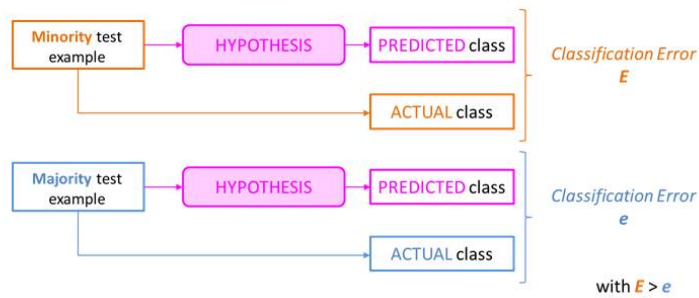 Minority test
example
HYPOTHESIS
PREDICTED class
Classification Error
E
ACTUAL class
Majority test
example
HYPOTHESIS
PREDICTED class
Classification Error
e
ACTUAL class
with E > e